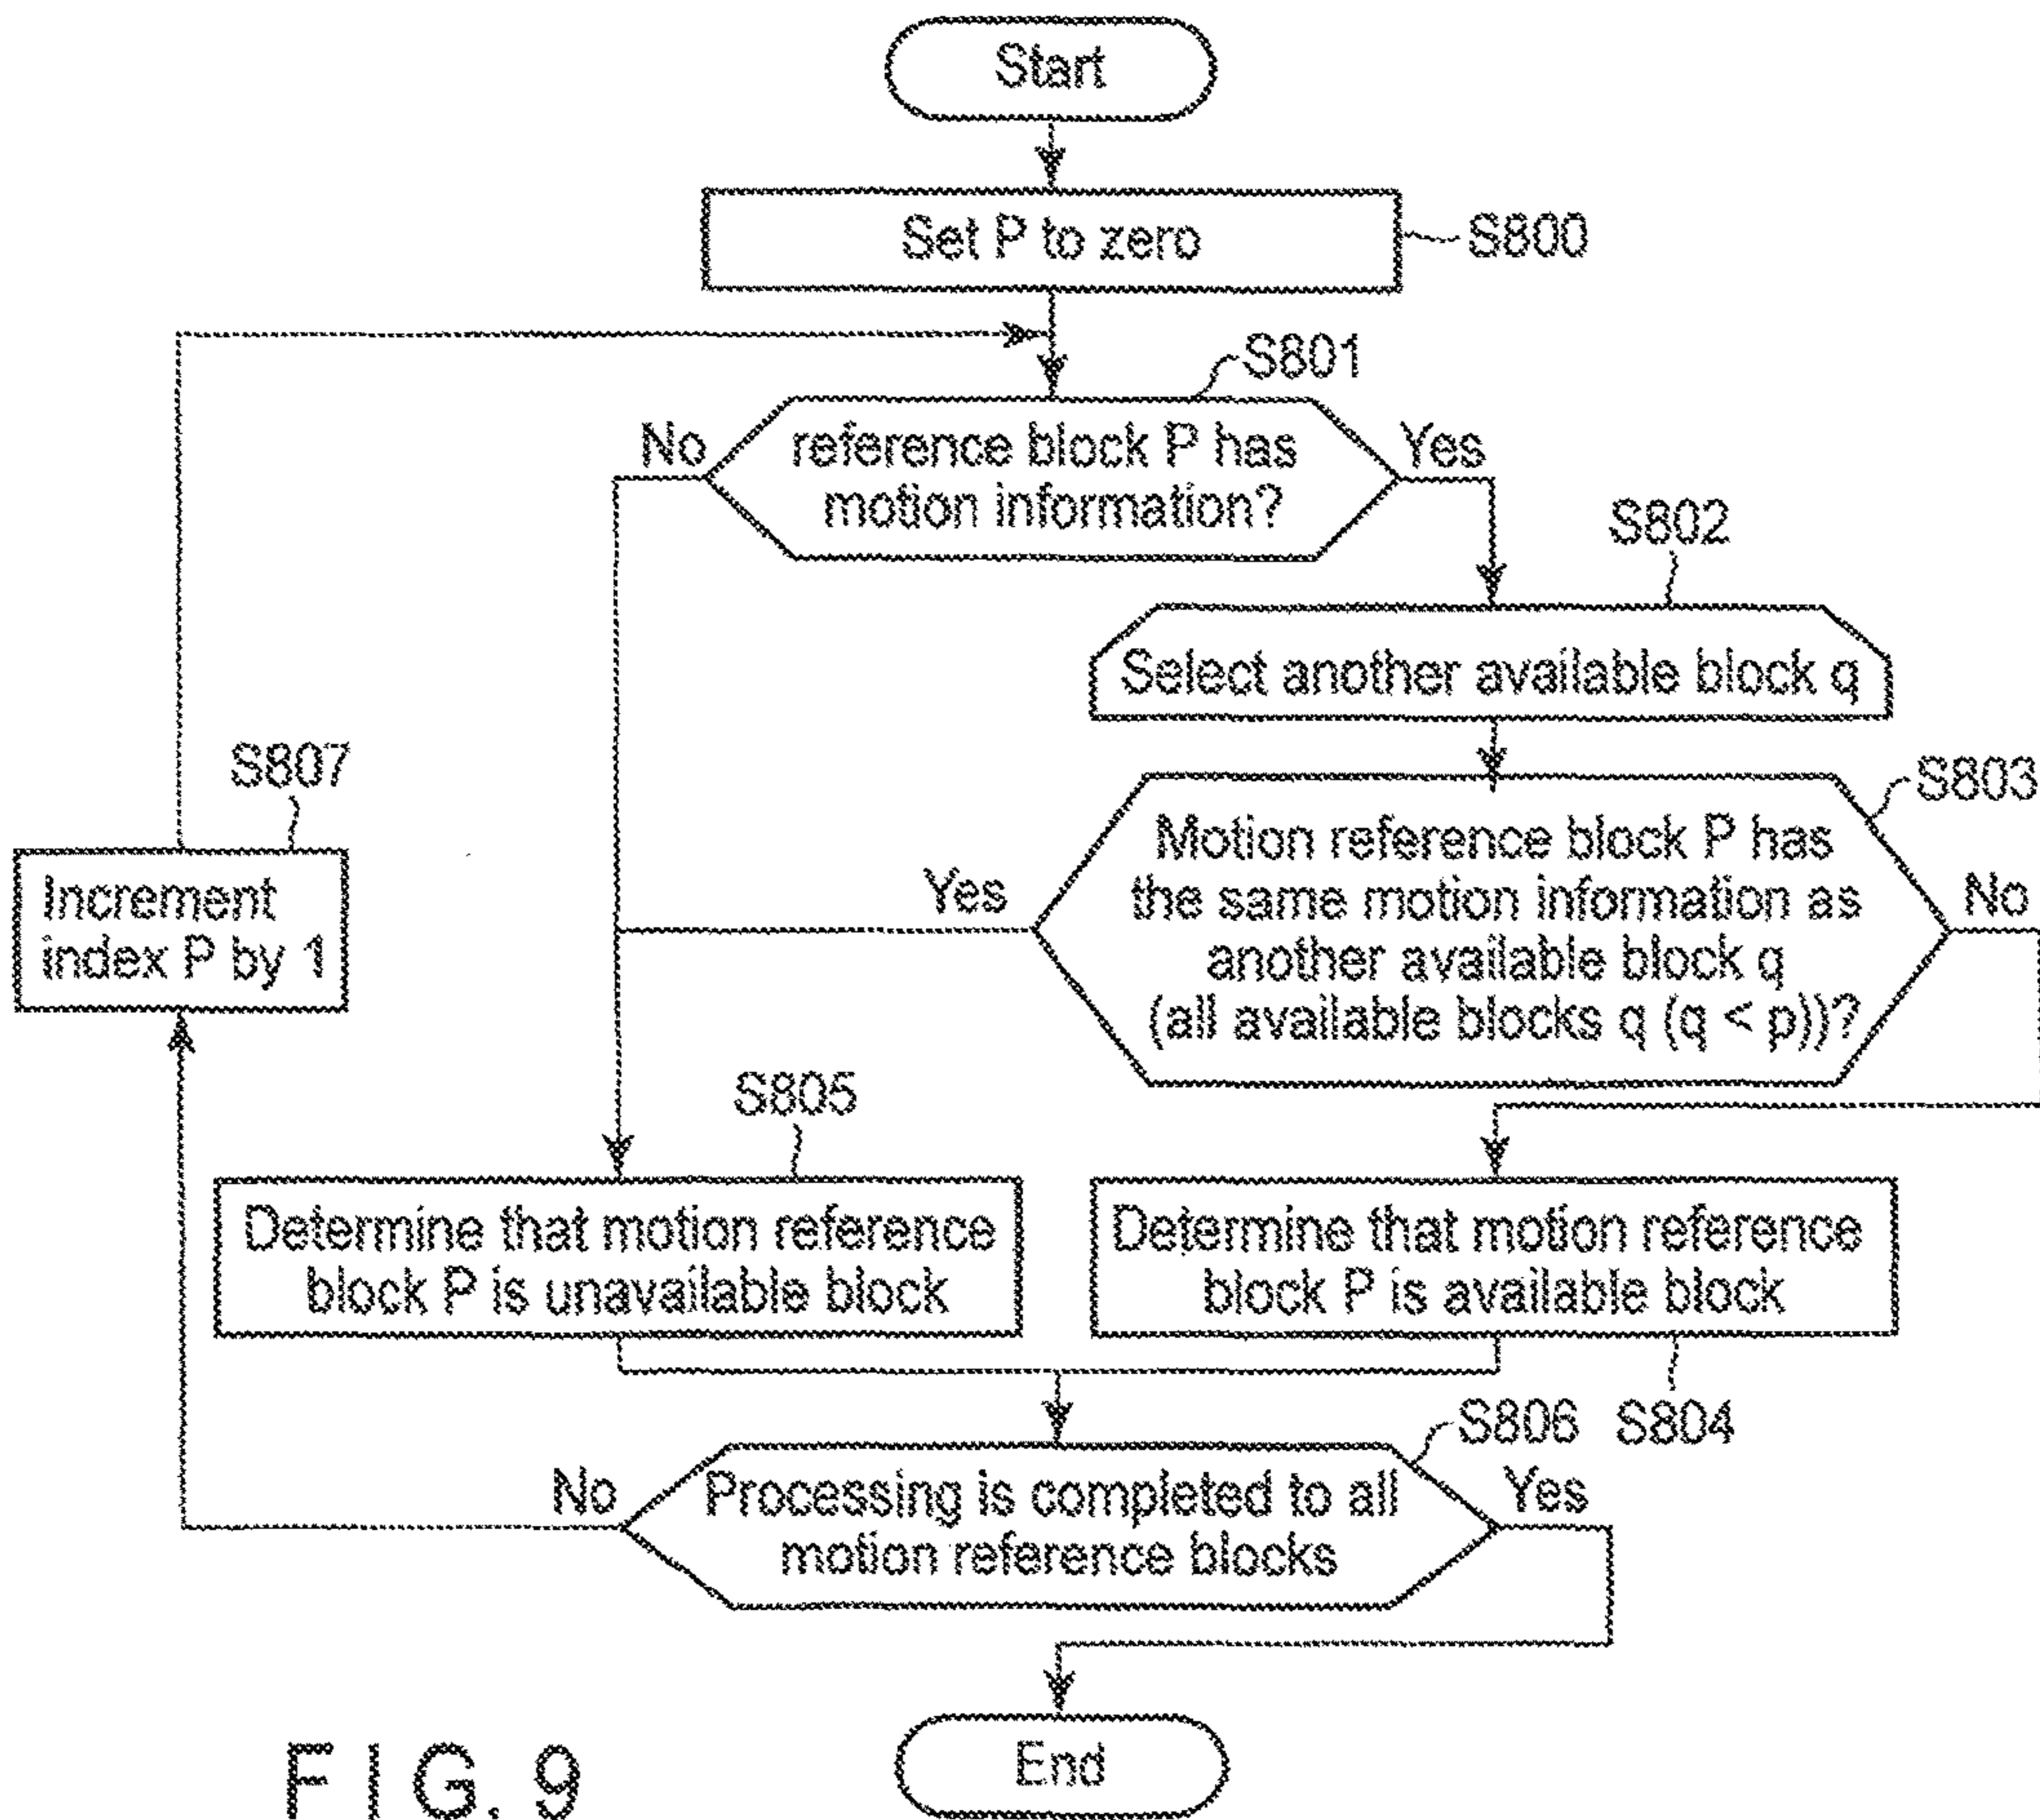 Start
Set P to zero
S800
S801
No
reference block P has
motion information?
Yes
S802
Select another available block q
S807
Increment
index P by 1
S803
Yes
Motion reference block P has
the same motion information as
another available block q
(all available blocks q (q < p))?
No
S805
Determine that motion reference
block P is unavailable block
Determine that motion reference
block P is available block
S806
S804
No
Processing is completed to all
motion reference blocks
Yes
End
FIG. 9